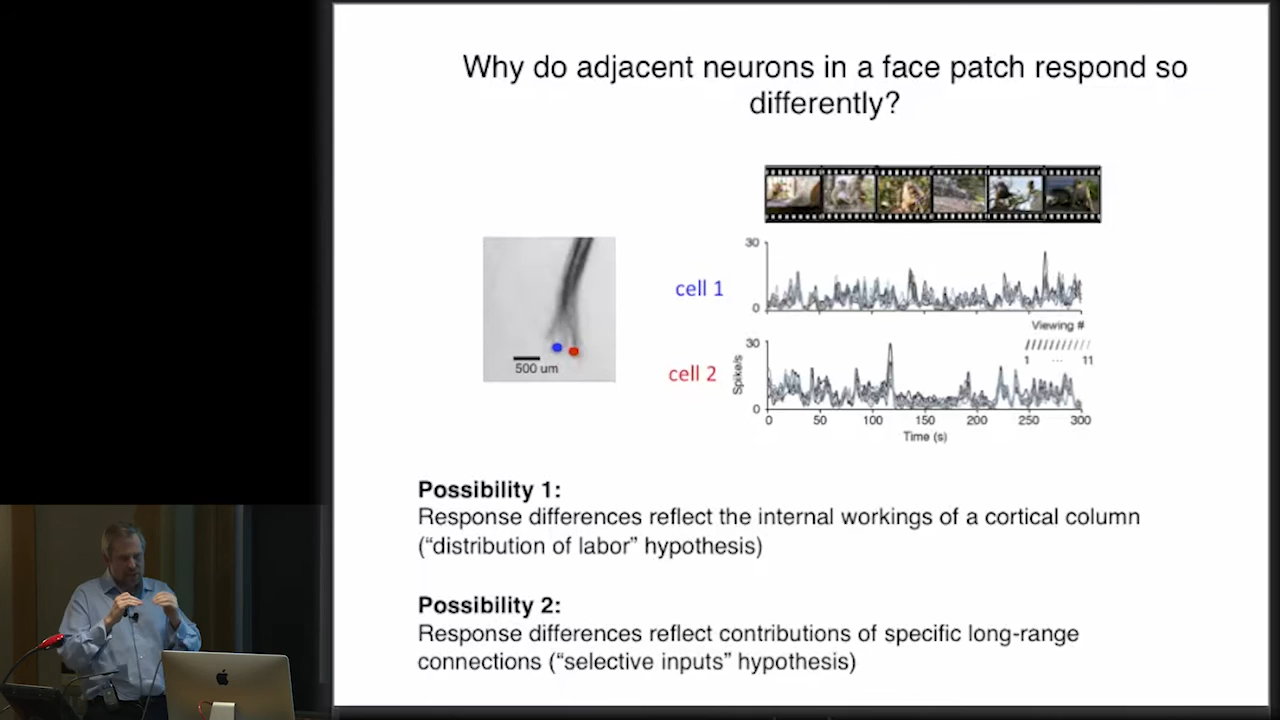 Why do adjacent neurons in a face patch respond so
differently?
500 um
cell 1
30
0
Viewing #
1 ... 11
cell 2
Spike/s
30
0
0 50 100 150 200 250 300
Time (s)
Possibility 1:
Response differences reflect the internal workings of a cortical column
(“distribution of labor” hypothesis)
Possibility 2:
Response differences reflect contributions of specific long-range
connections (“selective inputs” hypothesis)